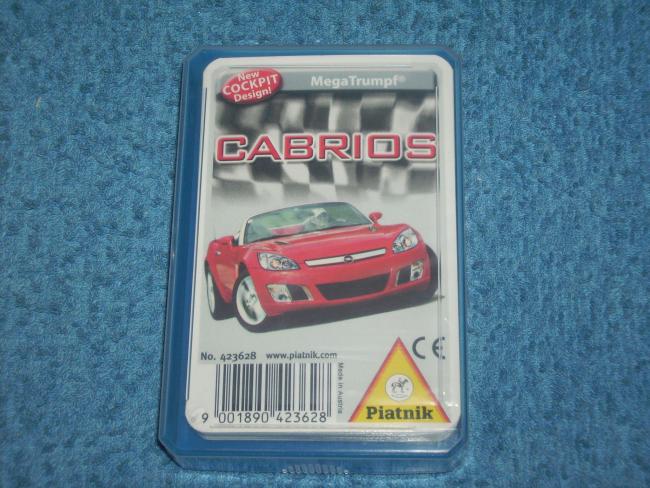 New
COCKPIT
Design!
MegaTrumpf®
CABRIOS
No. 423628 www.piatnik.com
Made in Austria
9 001890 423628
Piatnik
CE